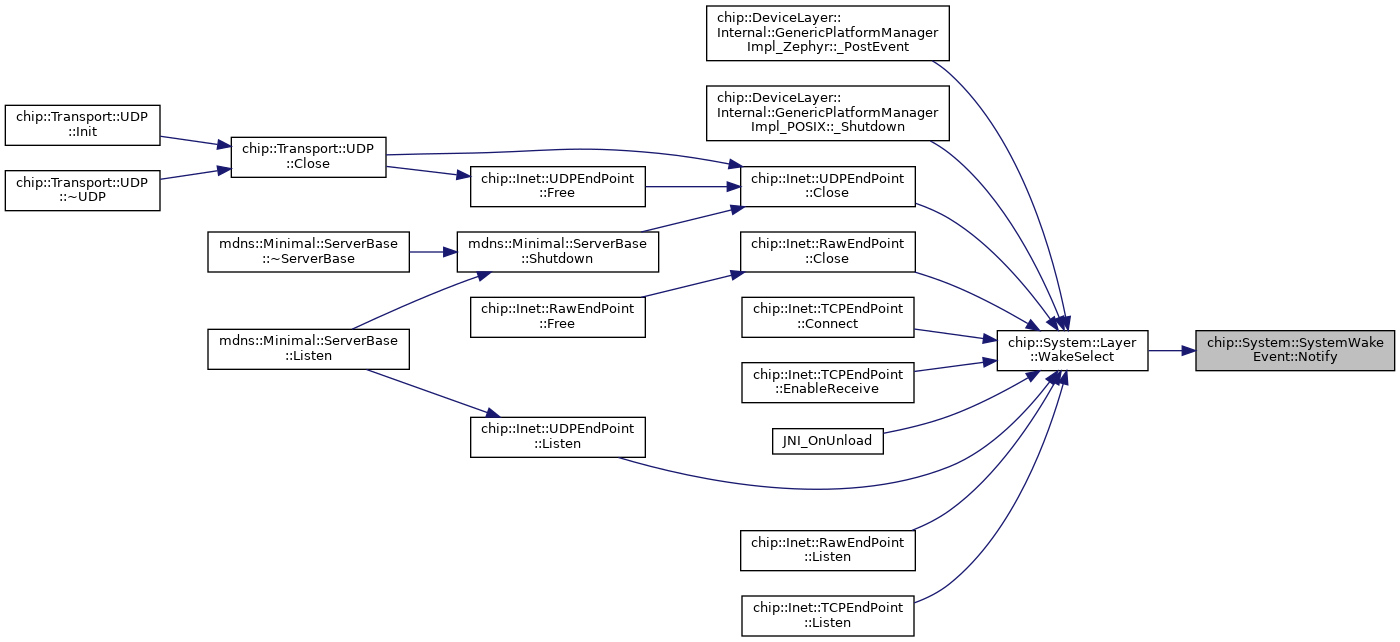 chip::DeviceLayer::
Internal::GenericPlatformManager
Impl_Zephyr::_PostEvent
chip::DeviceLayer::
Internal::GenericPlatformManager
Impl_POSIX::_Shutdown
chip::Transport::UDP
::Init
chip::Transport::UDP
::Close
chip::Transport::UDP
::~UDP
chip::Inet::UDPEndPoint
::Free
chip::Inet::UDPEndPoint
::Close
mdns::Minimal::ServerBase
::~ServerBase
mdns::Minimal::ServerBase
::Shutdown
chip::Inet::RawEndPoint
::Close
chip::Inet::RawEndPoint
::Free
chip::Inet::TCPEndPoint
::Connect
mdns::Minimal::ServerBase
::Listen
chip::System::Layer
::WakeSelect
chip::System::SystemWake
Event::Notify
chip::Inet::TCPEndPoint
::EnableReceive
chip::Inet::UDPEndPoint
::Listen
JNI_OnUnload
chip::Inet::RawEndPoint
::Listen
chip::Inet::TCPEndPoint
::Listen